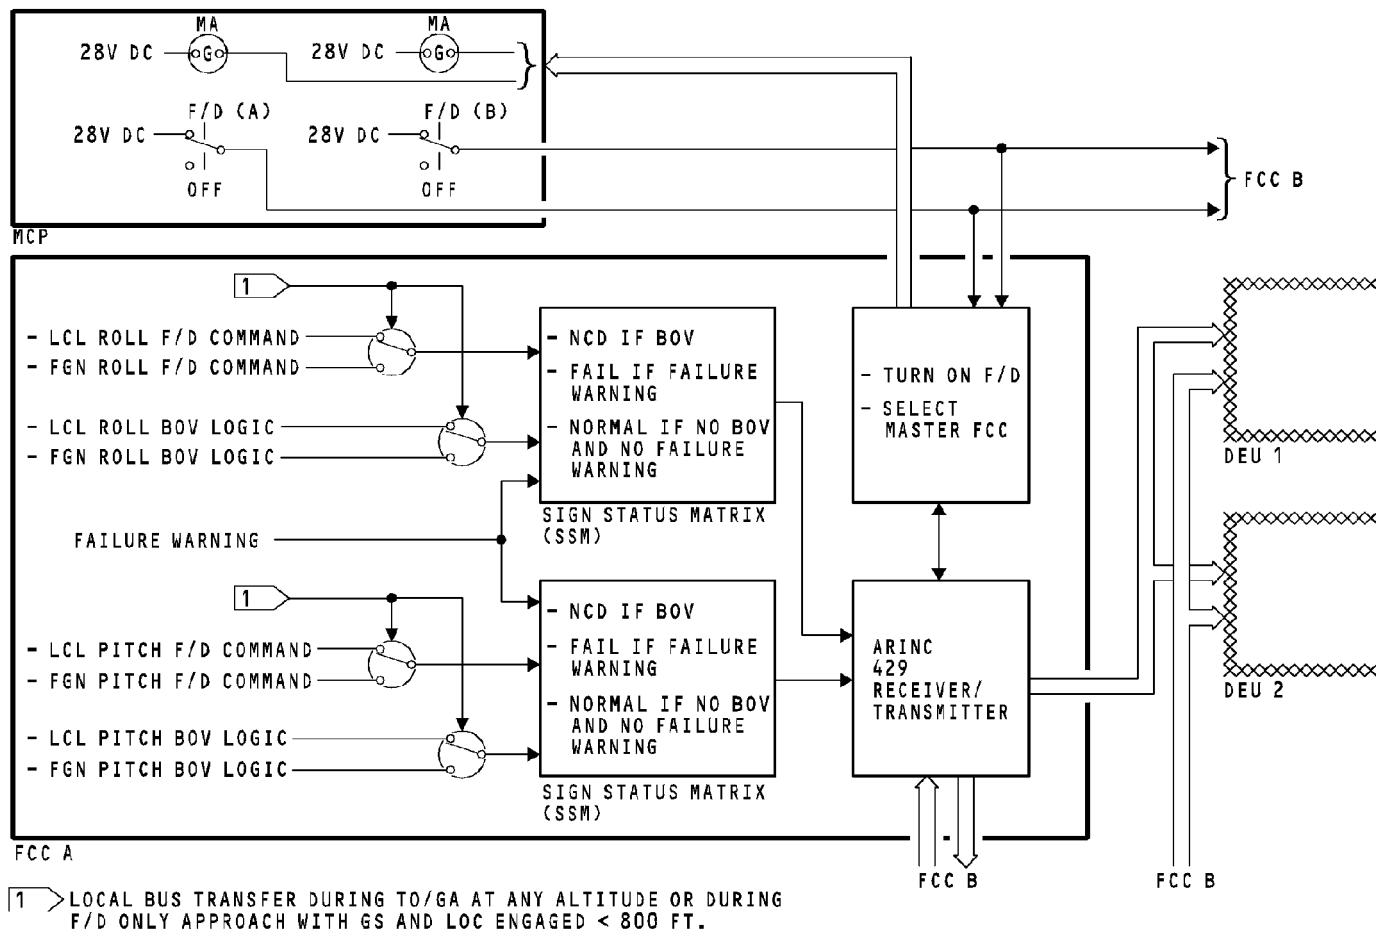 MA
MA
28V DC
G
28V DC
G
F/D (A)
F/D (B)
28V DC
28V DC
OFF
OFF
MCP
FCC B
1
- LCL ROLL F/D COMMAND
- FGN ROLL F/D COMMAND
- LCL ROLL BOV LOGIC
- FGN ROLL BOV LOGIC
- NCD IF BOV
- FAIL IF FAILURE
WARNING
- NORMAL IF NO BOV
AND NO FAILURE
WARNING
SIGN STATUS MATRIX
(SSM)
- TURN ON F/D
- SELECT
MASTER FCC
DEU 1
FAILURE WARNING
1
- LCL PITCH F/D COMMAND
- FGN PITCH F/D COMMAND
- LCL PITCH BOV LOGIC
- FGN PITCH BOV LOGIC
- NCD IF BOV
- FAIL IF FAILURE
WARNING
- NORMAL IF NO BOV
AND NO FAILURE
WARNING
SIGN STATUS MATRIX
(SSM)
ARINC
429
RECEIVER/
TRANSMITTER
DEU 2
FCC A
FCC B
FCC B
1
LOCAL BUS TRANSFER DURING TO/GA AT ANY ALTITUDE OR DURING
F/D ONLY APPROACH WITH GS AND LOC ENGAGED < 800 FT.